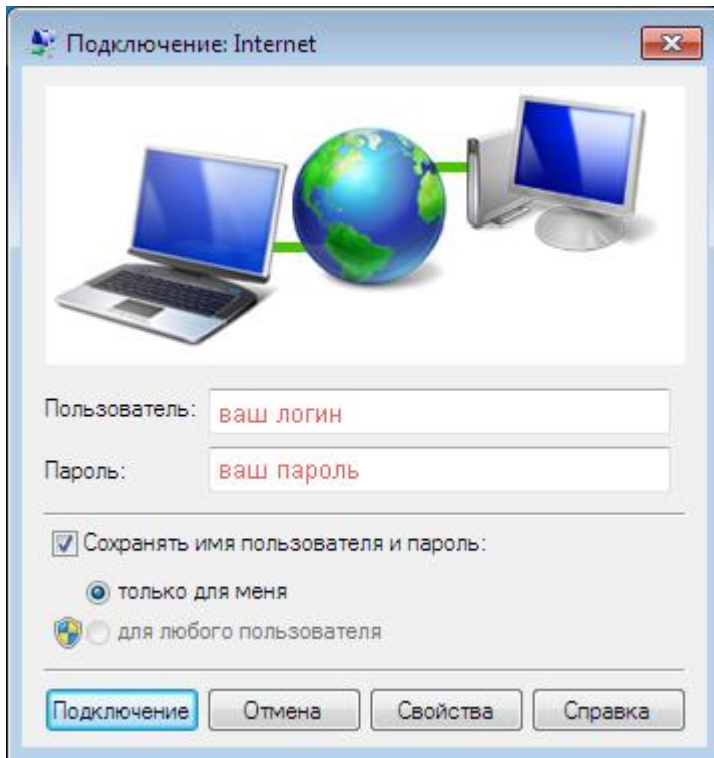 Подключение: Internet
Пользователь: ваш логин
Пароль: ваш пароль
Сохранять имя пользователя и пароль:
только для меня
для любого пользователя
Подключение Отмена Свойства Справка